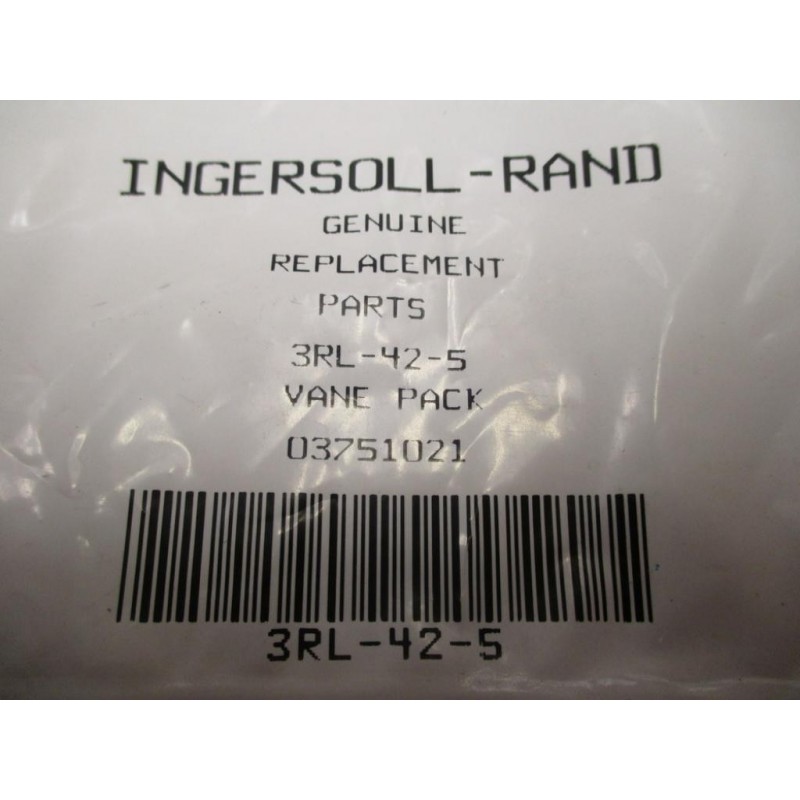 INGERSOLL-RAND
GENUINE
REPLACEMENT
PARTS
3RL-42-5
VANE PACK
03751021
3RL-42-5